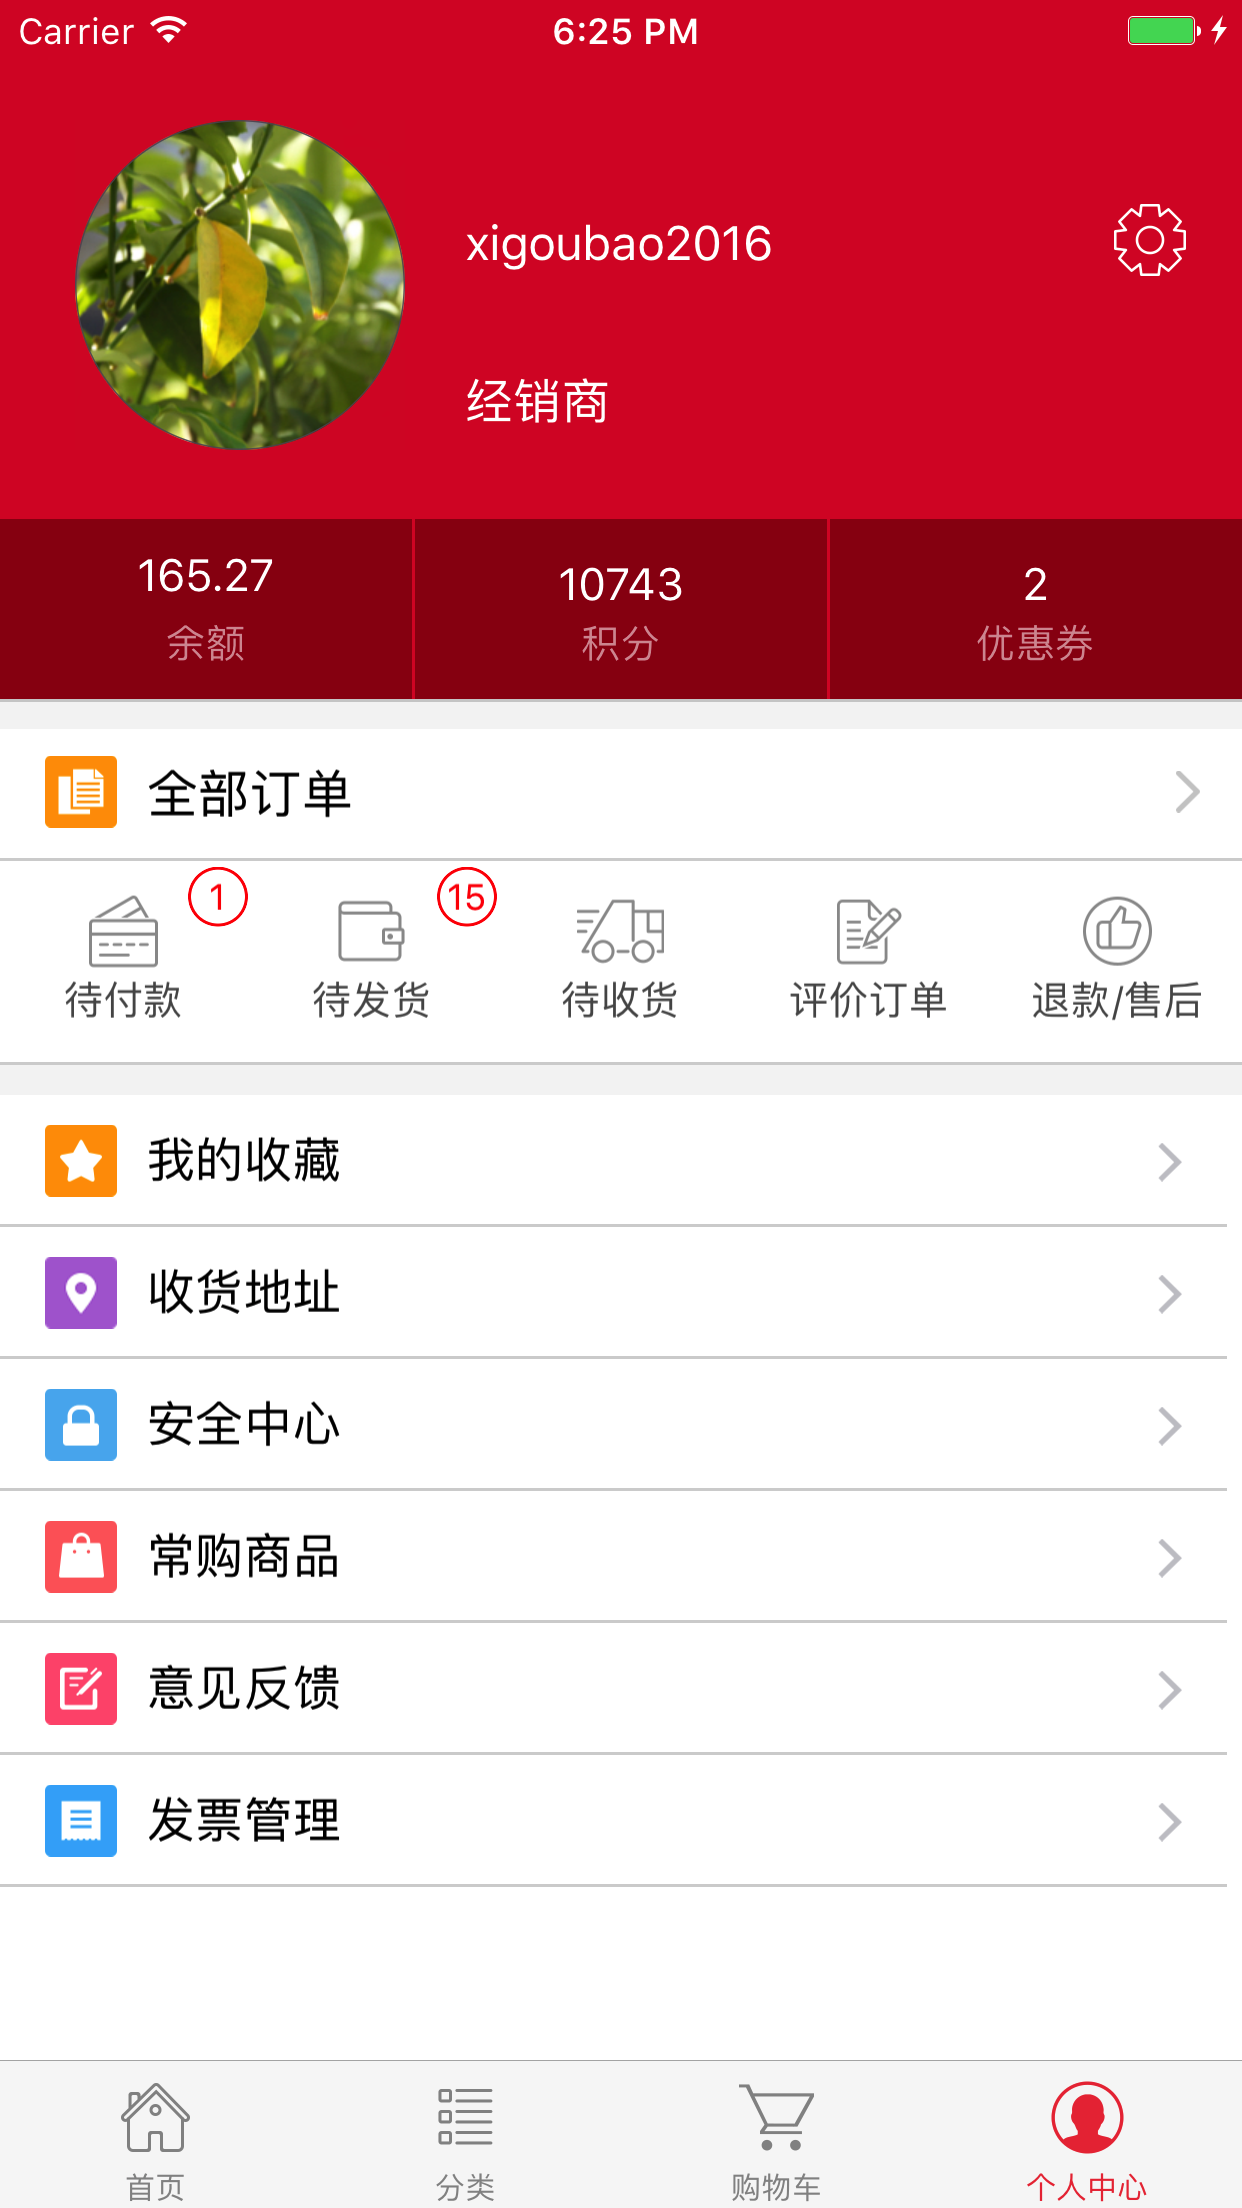 Carrier 6:25 PM
xigoubao2016
经销商
165.27 10743 2
余额 积分 优惠券
全部订单
1 15
待付款 待发货 待收货 评价订单 退款/售后
我的收藏
收货地址
安全中心
常购商品
意见反馈
发票管理
首页 分类 购物车 个人中心